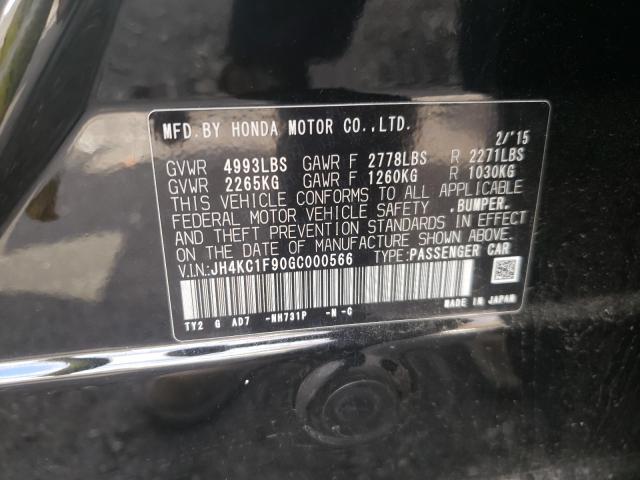 MFD. BY HONDA MOTOR CO.,LTD. 2/'15
GVWR 4993LBS GAWR F 2778LBS R 2271LBS
GVWR 2265KG GAWR F 1260KG R 1030KG
THIS VEHICLE CONFORMS TO ALL APPLICABLE
FEDERAL MOTOR VEHICLE SAFETY ,BUMPER,
AND THEFT PREVENTION STANDARDS IN EFFECT
ON THE DATE OF MANUFACTURE SHOWN ABOVE.
V.I.N:JH4KC1F90GC000566 TYPE:PASSENGER CAR
TY2 G AD7 -NH731P -N -G MADE IN JAPAN